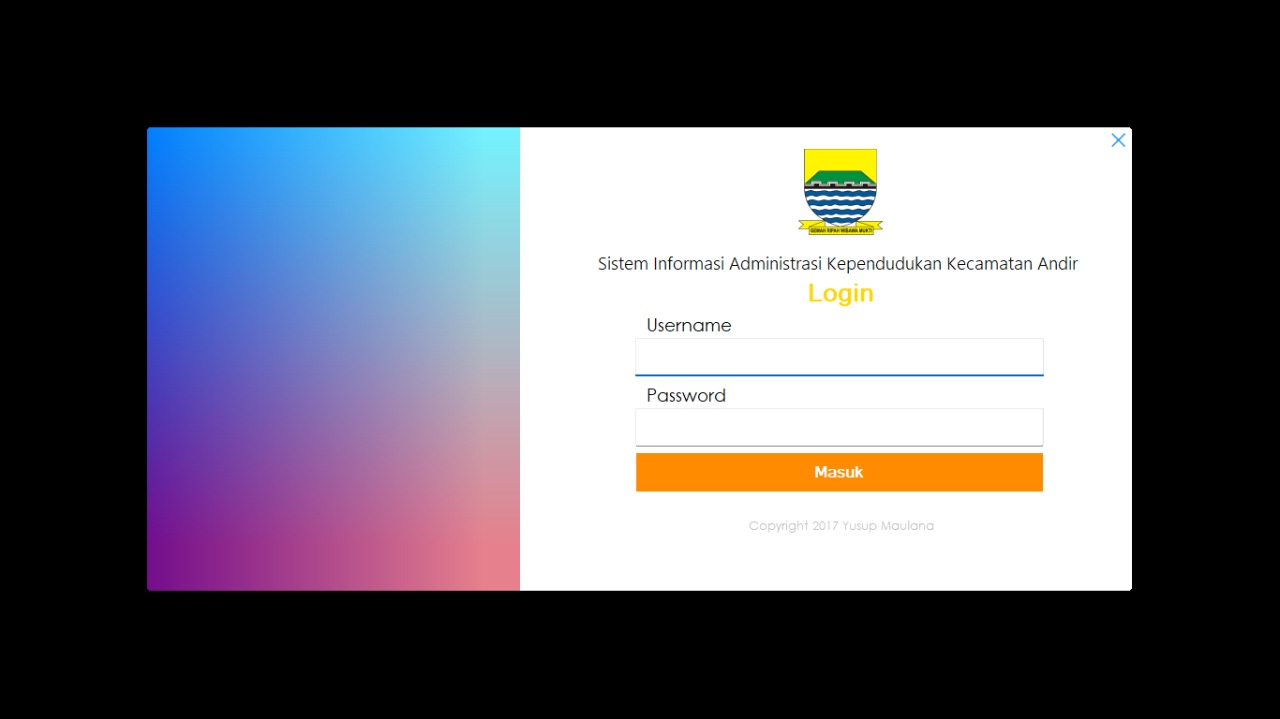 GEMAH RIPAH WIBAWA MUKTI
Sistem Informasi Administrasi Kependudukan Kecamatan Andir
Login
Username
Password
Masuk
Copyright 2017 Yusup Maulana